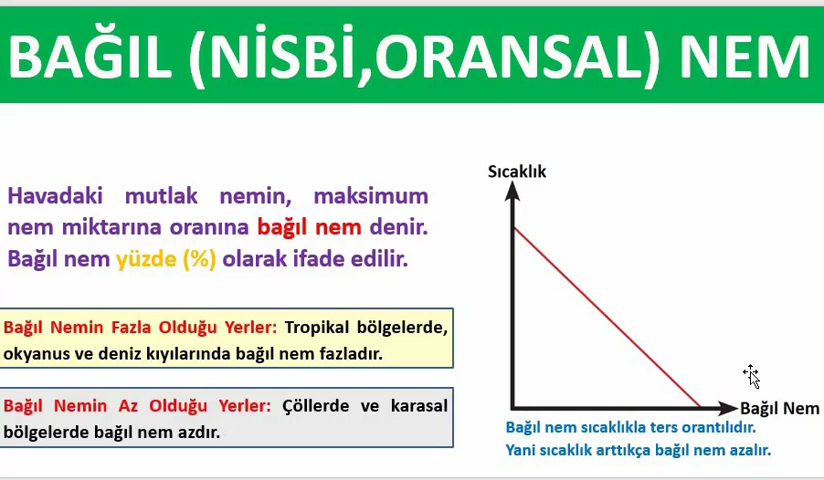 BAĞIL (NİSBİ,ORANSAL) NEM
Havadaki mutlak nemin, maksimum
nem miktarına oranına bağıl nem denir.
Bağıl nem yüzde (%) olarak ifade edilir.
Bağıl Nemin Fazla Olduğu Yerler: Tropikal bölgelerde,
okyanus ve deniz kıyılarında bağıl nem fazladır.
Bağıl Nemin Az Olduğu Yerler: Çöllerde ve karasal
bölgelerde bağıl nem azdır.
Sıcaklık
Bağıl Nem
Bağıl nem sıcaklıkla ters orantılıdır.
Yani sıcaklık arttıkça bağıl nem azalır.